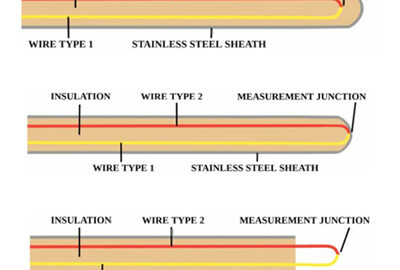 WIRE TYPE 1 STAINLESS STEEL SHEATH
INSULATION WIRE TYPE 2 MEASUREMENT JUNCTION
WIRE TYPE 1 STAINLESS STEEL SHEATH
INSULATION WIRE TYPE 2 MEASUREMENT JUNCTION